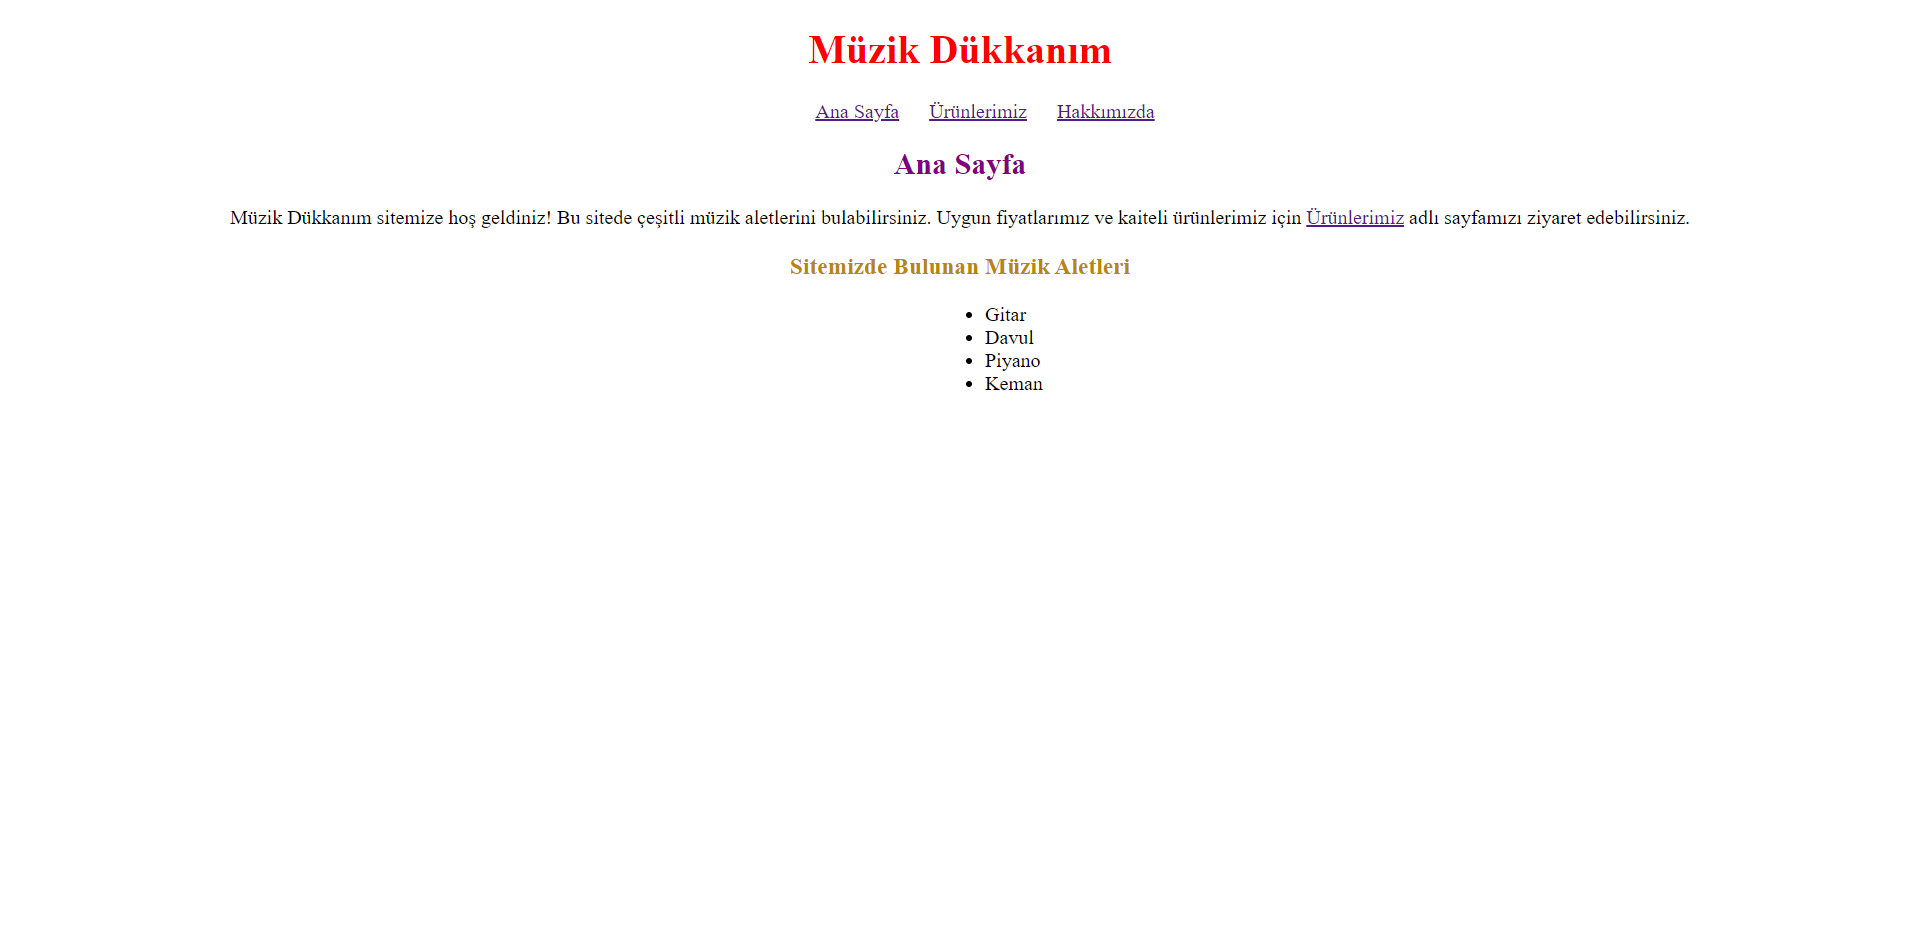 Müzik Dükkanım
Ana Sayfa Ürünlerimiz Hakkımızda
Ana Sayfa
Müzik Dükkanım sitemize hoş geldiniz! Bu sitede çeşitli müzik aletlerini bulabilirsiniz. Uygun fiyatlarımız ve kaiteli ürünlerimiz için Ürünlerimiz adlı sayfamızı ziyaret edebilirsiniz.
Sitemizde Bulunan Müzik Aletleri
• Gitar
• Davul
• Piyano
• Keman